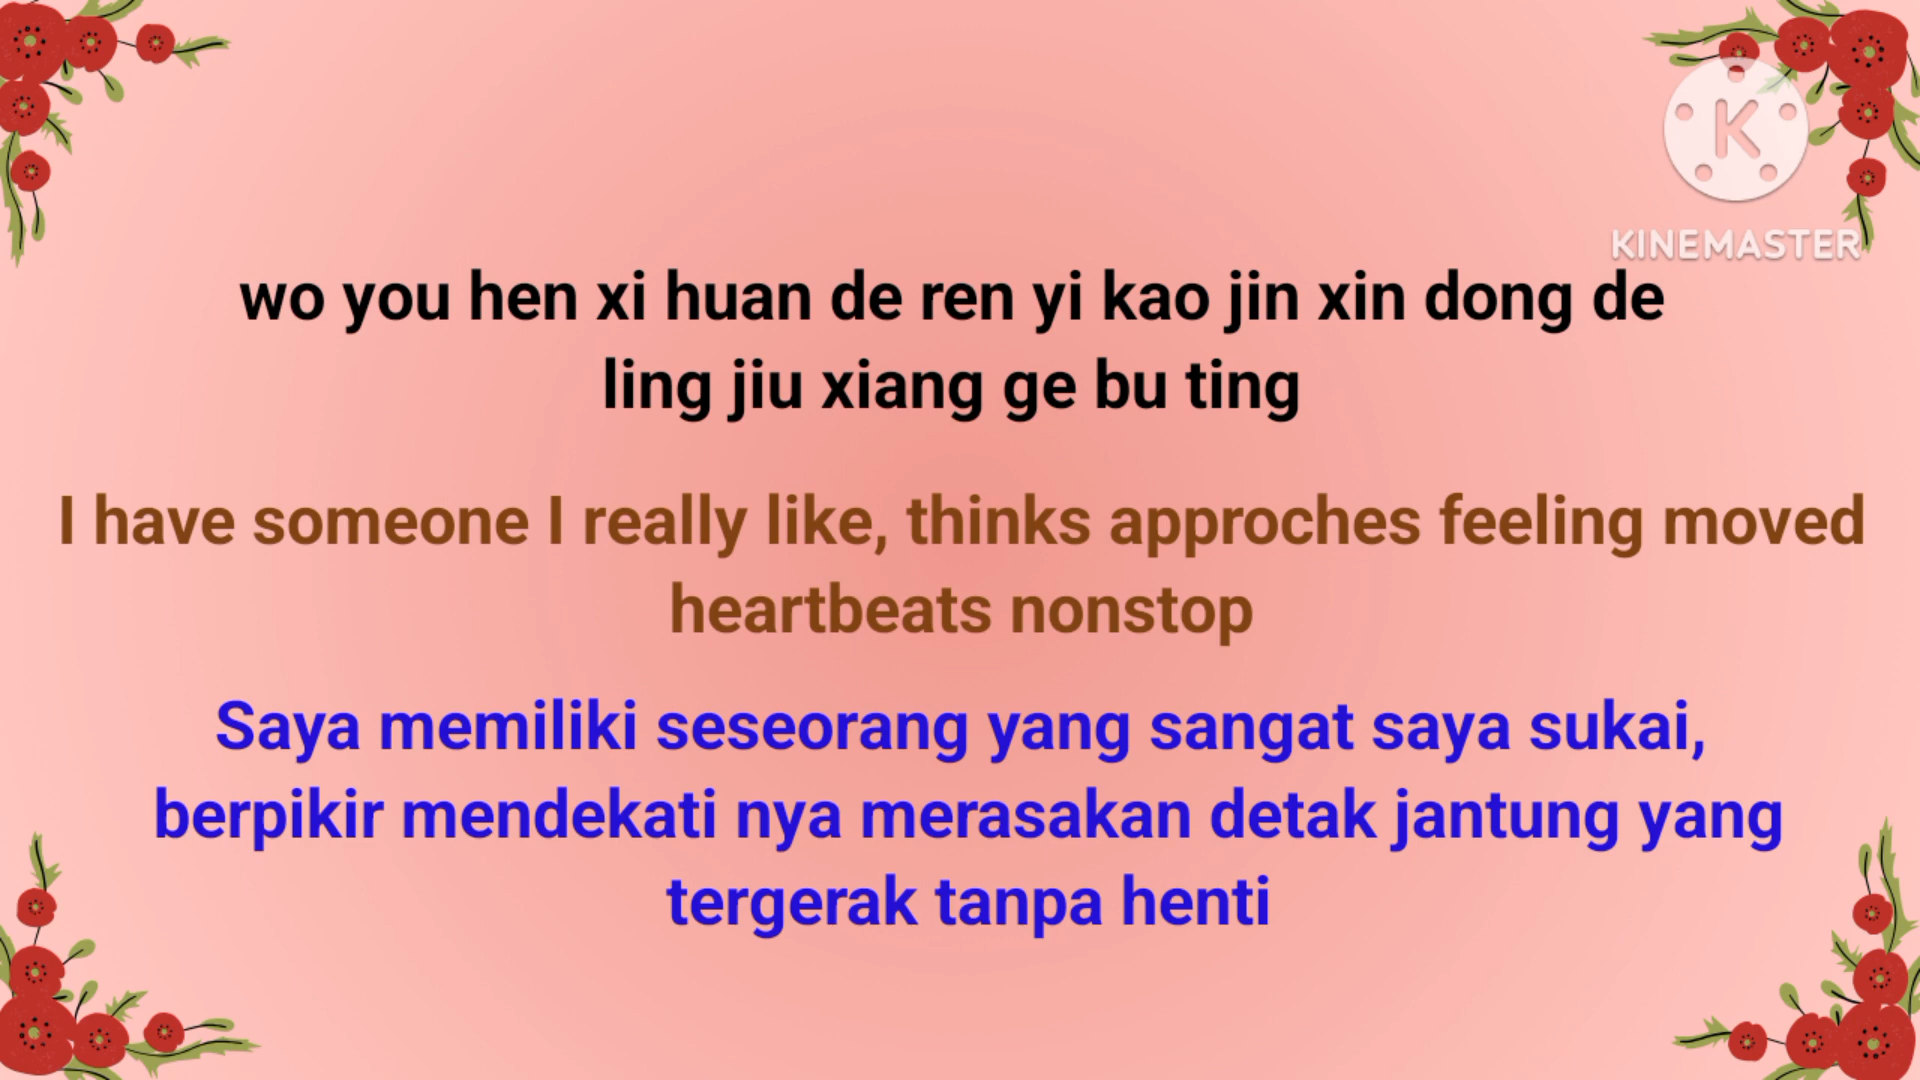 K
KINEMASTER
wo you hen xi huan de ren yi kao jin xin dong de
ling jiu xiang ge bu ting
I have someone I really like, thinks approches feeling moved
heartbeats nonstop
Saya memiliki seseorang yang sangat saya sukai,
berpikir mendekati nya merasakan detak jantung yang
tergerak tanpa henti